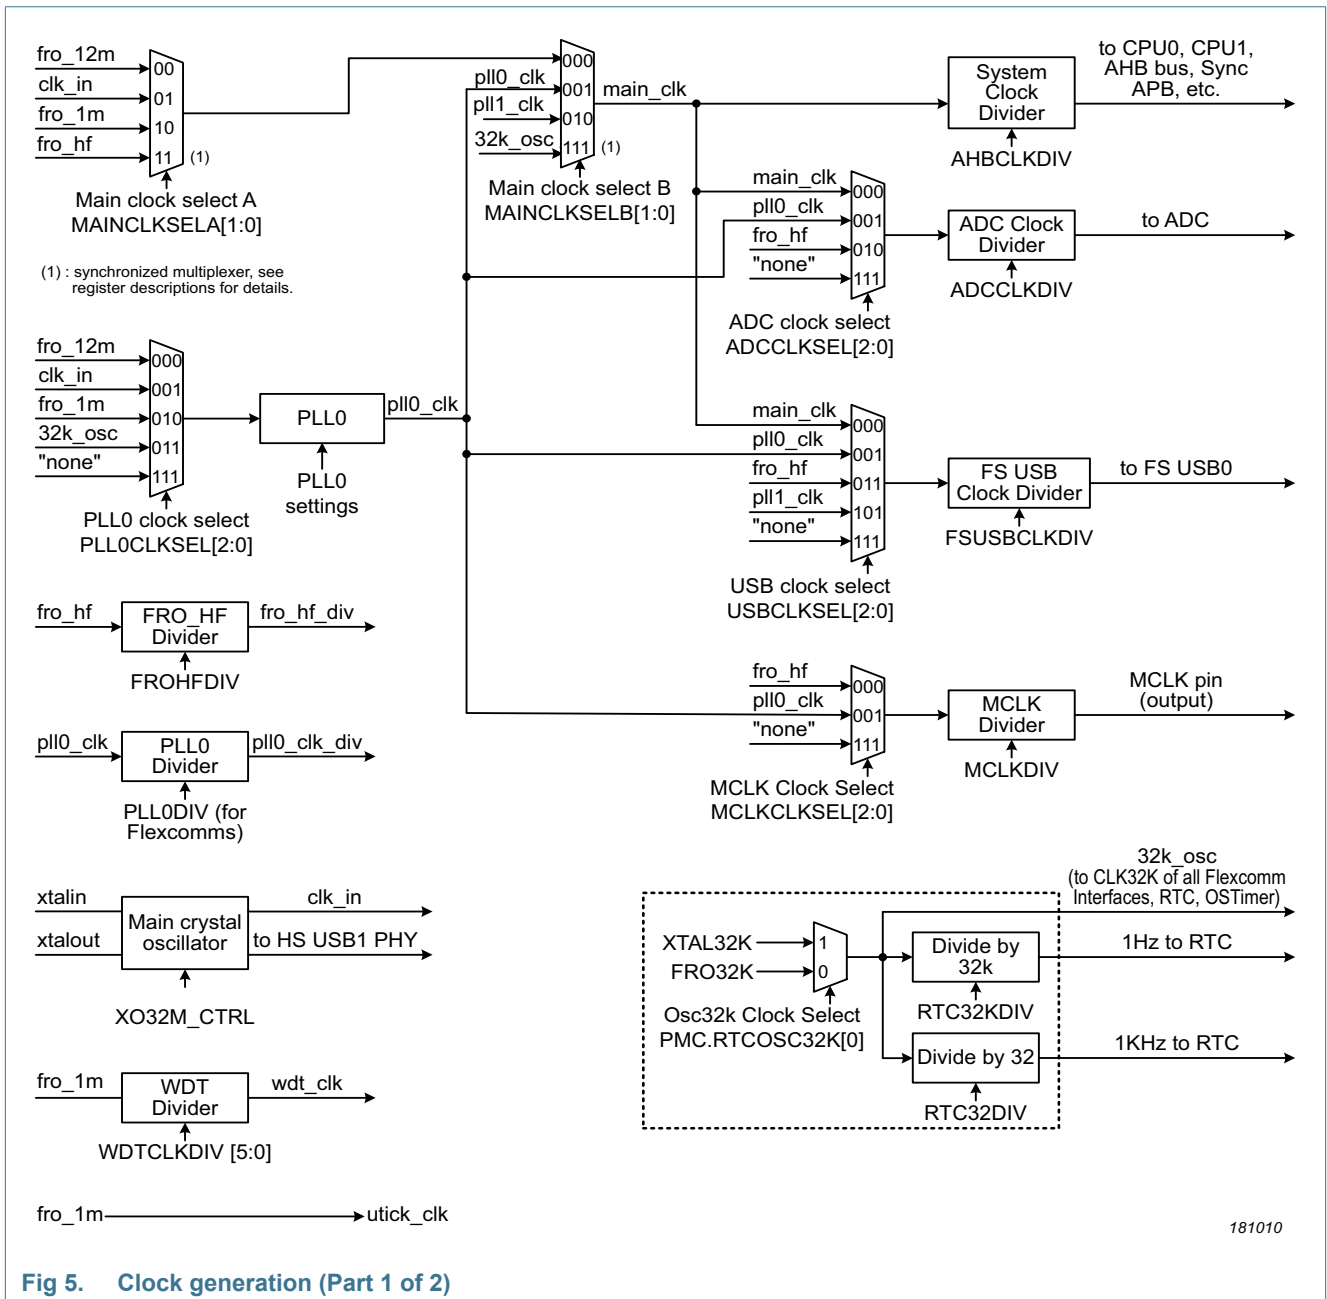 fro_12m
clk_in
fro_1m
fro_hf
00
01
10
11
(1)
Main clock select A
MAINCLKSELA[1:0]
(1) : synchronized multiplexer, see
register descriptions for details.
pll0_clk
pll1_clk
32k_osc
000
001
010
111
(1)
main_clk
Main clock select B
MAINCLKSELB[1:0]
System
Clock
Divider
AHBCLKDIV
to CPU0, CPU1,
AHB bus, Sync
APB, etc.
main_clk
pll0_clk
fro_hf
"none"
000
001
010
111
ADC clock select
ADCCLKSEL[2:0]
ADC Clock
Divider
ADCCLKDIV
to ADC
fro_12m
clk_in
fro_1m
32k_osc
"none"
000
001
010
011
111
PLL0 clock select
PLL0CLKSEL[2:0]
PLL0
PLL0
settings
pll0_clk
main_clk
pll0_clk
fro_hf
pll1_clk
"none"
000
001
011
101
111
USB clock select
USBCLKSEL[2:0]
FS USB
Clock Divider
FSUSBCLKDIV
to FS USB0
fro_hf
FRO_HF
Divider
fro_hf_div
FROHFDIV
fro_hf
pll0_clk
"none"
000
001
111
MCLK Clock Select
MCLKCLKSEL[2:0]
MCLK
Divider
MCLKDIV
MCLK pin
(output)
pll0_clk
PLL0
Divider
pll0_clk_div
PLL0DIV (for
Flexcomms)
xtalin
xtalout
Main crystal
oscillator
clk_in
to HS USB1 PHY
XO32M_CTRL
XTAL32K
FRO32K
1
0
Osc32k Clock Select
PMC.RTCOSC32K[0]
32k_osc
(to CLK32K of all Flexcomm
Interfaces, RTC, OSTimer)
Divide by
32k
RTC32KDIV
1Hz to RTC
Divide by 32
RTC32DIV
1KHz to RTC
fro_1m
WDT
Divider
wdt_clk
WDTCLKDIV [5:0]
fro_1m
utick_clk
181010
Fig 5. Clock generation (Part 1 of 2)